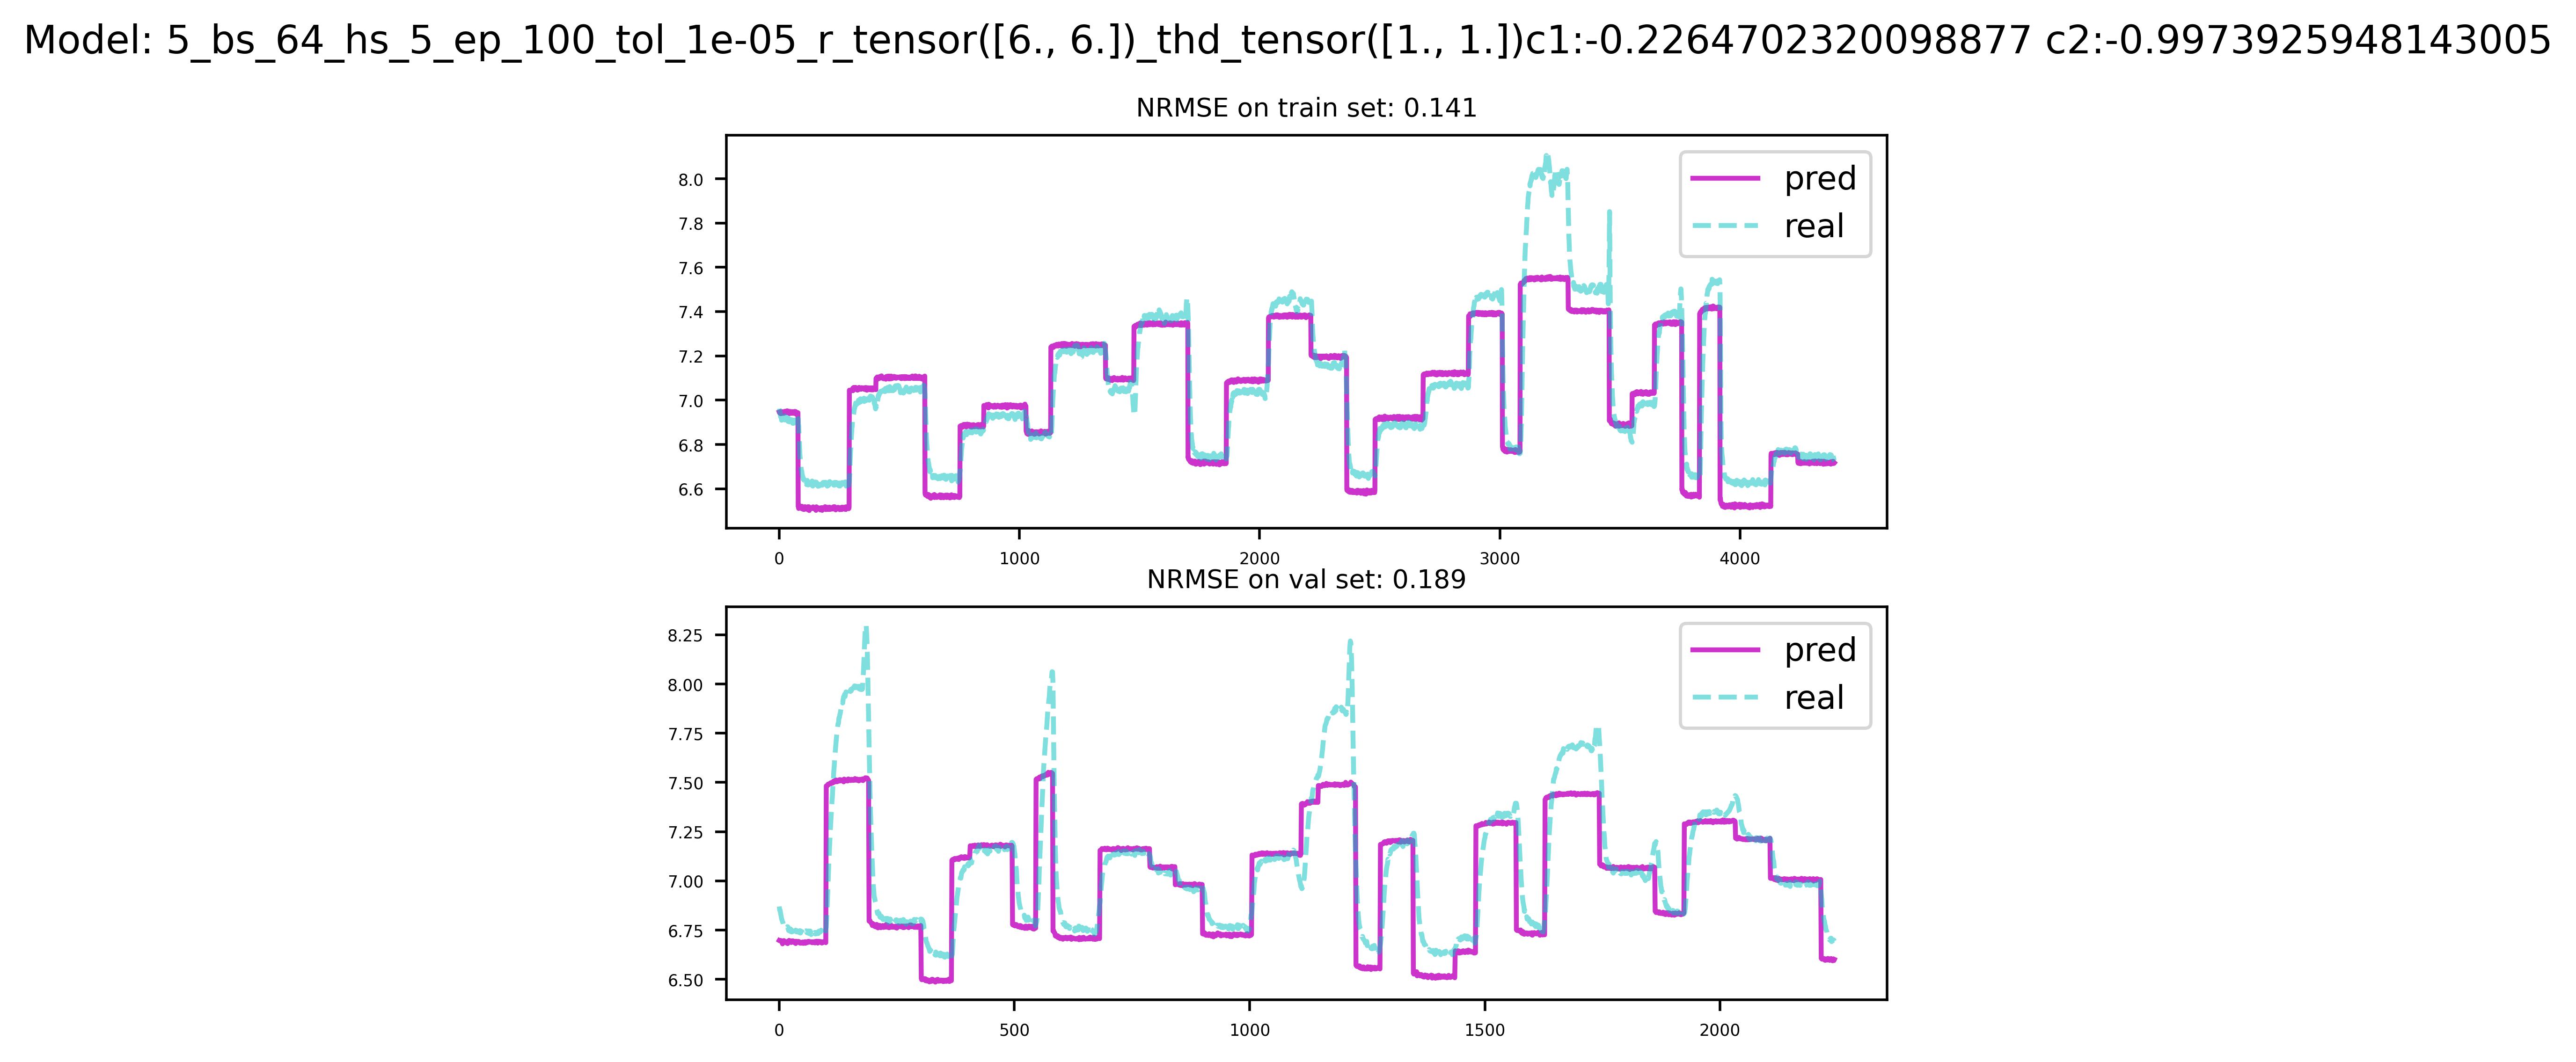 Model: 5_bs_64_hs_5_ep_100_tol_1e-05_r_tensor([6., 6.])_thd_tensor([1., 1.])c1:-0.2264702320098877 c2:-0.9973925948143005
NRMSE on train set: 0.141
8.0
7.8
7.6
7.4
7.2
7.0
6.8
6.6
pred
real
0 1000 2000 3000 4000
NRMSE on val set: 0.189
8.25
8.00
7.75
7.50
7.25
7.00
6.75
6.50
pred
real
0 500 1000 1500 2000